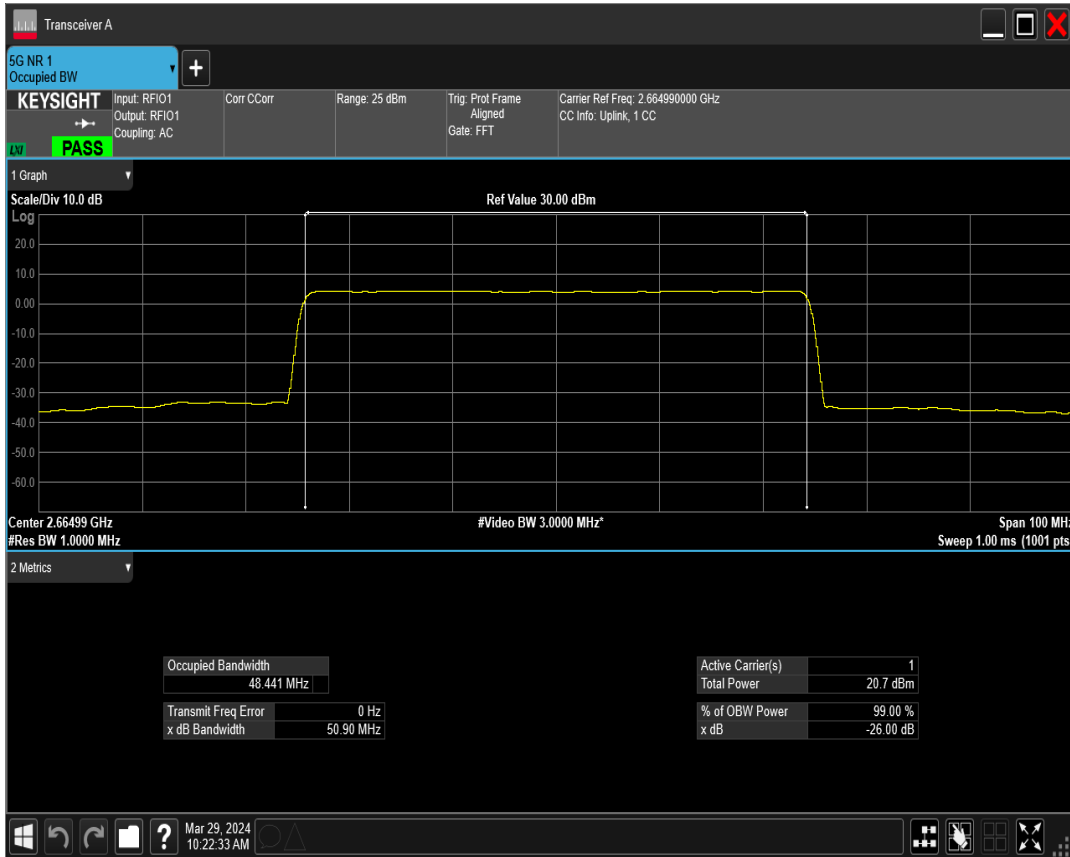 Transceiver A
5G NR 1
Occupied BW
+
KEYSIGHT
LXI
PASS
Input: RFIO1
Output: RFIO1
Coupling: AC
Corr CCorr
Range: 25 dBm
Trig: Prot Frame
Aligned
Gate: FFT
Carrier Ref Freq: 2.664990000 GHz
CC Info: Uplink, 1 CC
1 Graph
Scale/Div 10.0 dB
Ref Value 30.00 dBm
Log
20.0
10.0
0.00
-10.0
-20.0
-30.0
-40.0
-50.0
-60.0
Center 2.66499 GHz
#Video BW 3.0000 MHz*
Span 100 MHz
#Res BW 1.0000 MHz
Sweep 1.00 ms (1001 pts
2 Metrics
Occupied Bandwidth
48.441 MHz
Transmit Freq Error 0 Hz
x dB Bandwidth 50.90 MHz
Active Carrier(s) 1
Total Power 20.7 dBm
% of OBW Power 99.00 %
x dB -26.00 dB
?
Mar 29, 2024
10:22:33 AM